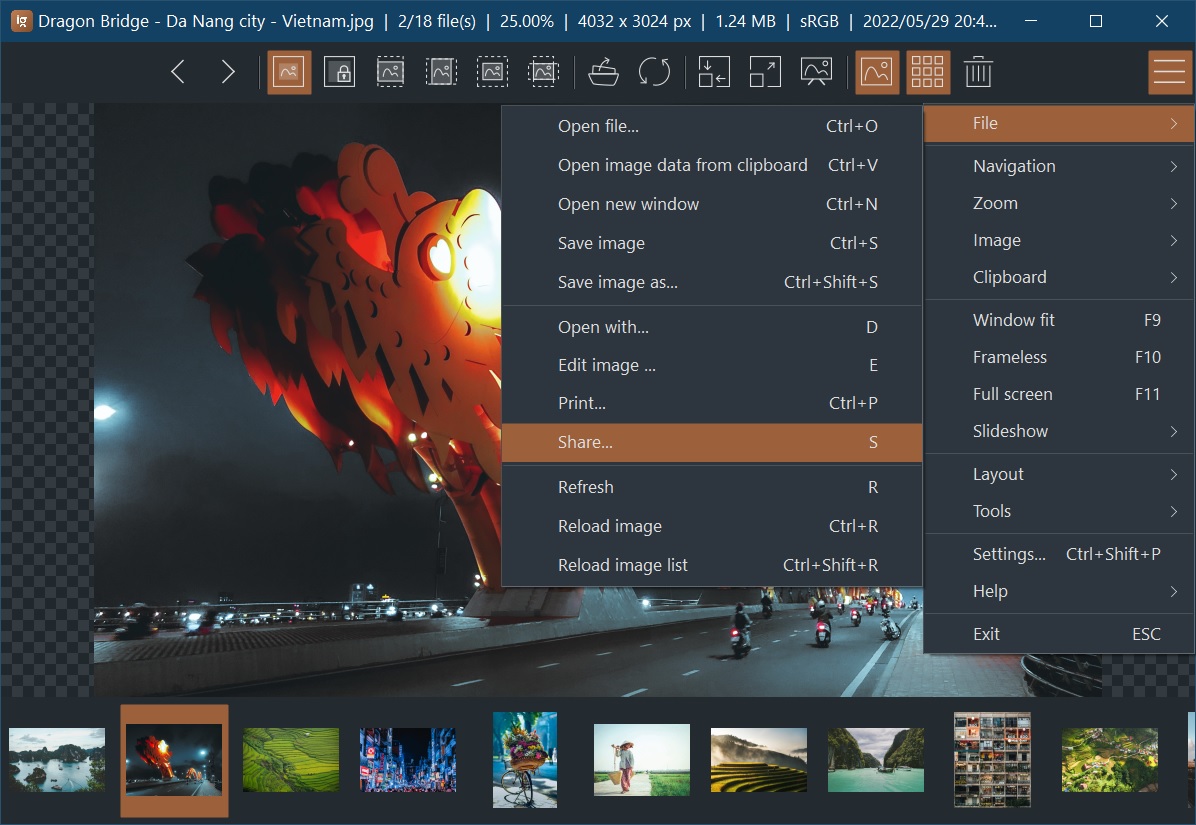 Ig Dragon Bridge - Da Nang city - Vietnam.jpg | 2/18 file(s) | 25.00% | 4032 x 3024 px | 1.24 MB | sRGB | 2022/05/29 20:4...
Open file... Ctrl+O
Open image data from clipboard Ctrl+V
Open new window Ctrl+N
Save image Ctrl+S
Save image as... Ctrl+Shift+S
Open with... D
Edit image ... E
Print... Ctrl+P
Share... S
Refresh R
Reload image Ctrl+R
Reload image list Ctrl+Shift+R
File
Navigation
Zoom
Image
Clipboard
Window fit F9
Frameless F10
Full screen F11
Slideshow
Layout
Tools
Settings... Ctrl+Shift+P
Help
Exit ESC